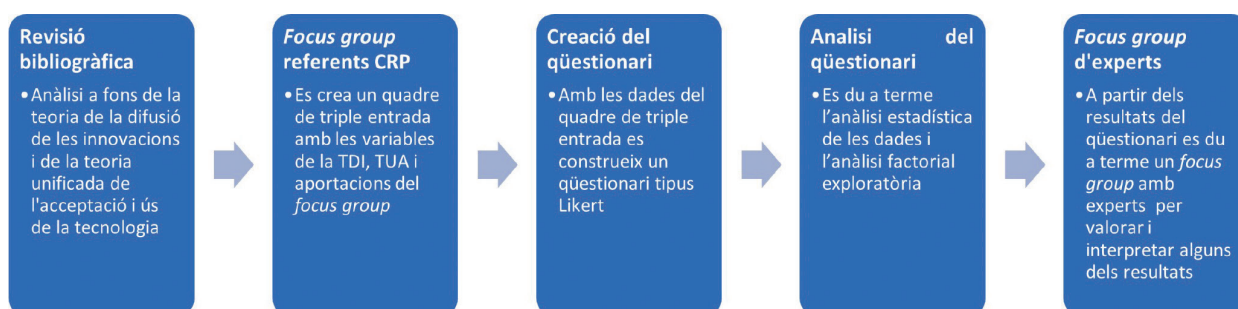 Revisió
bibliogràfica
•Anàlisi a fons de la
teoria de la difusió
de les innovacions
i de la teoria
unificada de
l'acceptació i ús
de la tecnologia
Focus group
referents CRP
•Es crea un quadre
de triple entrada
amb les variables
de la TDI, TUA i
aportacions del
focus group
Creació del
qüestionari
•Amb les dades del
quadre de triple
entrada es
construeix un
qüestionari tipus
Likert
Analisi del
qüestionari
•Es du a terme
l'anàlisi estadística
de les dades i
l'anàlisi factorial
exploratòria
Focus group
d'experts
•A partir dels
resultats del
qüestionari es du
a terme un focus
group amb
experts per
valorar i
interpretar alguns
dels resultats